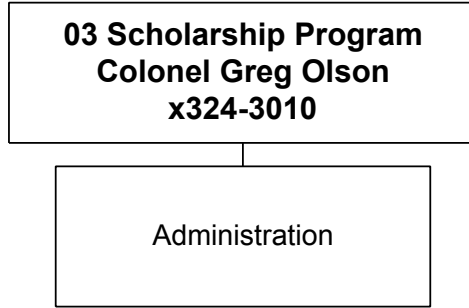 03 Scholarship Program
Colonel Greg Olson
x324-3010
Administration